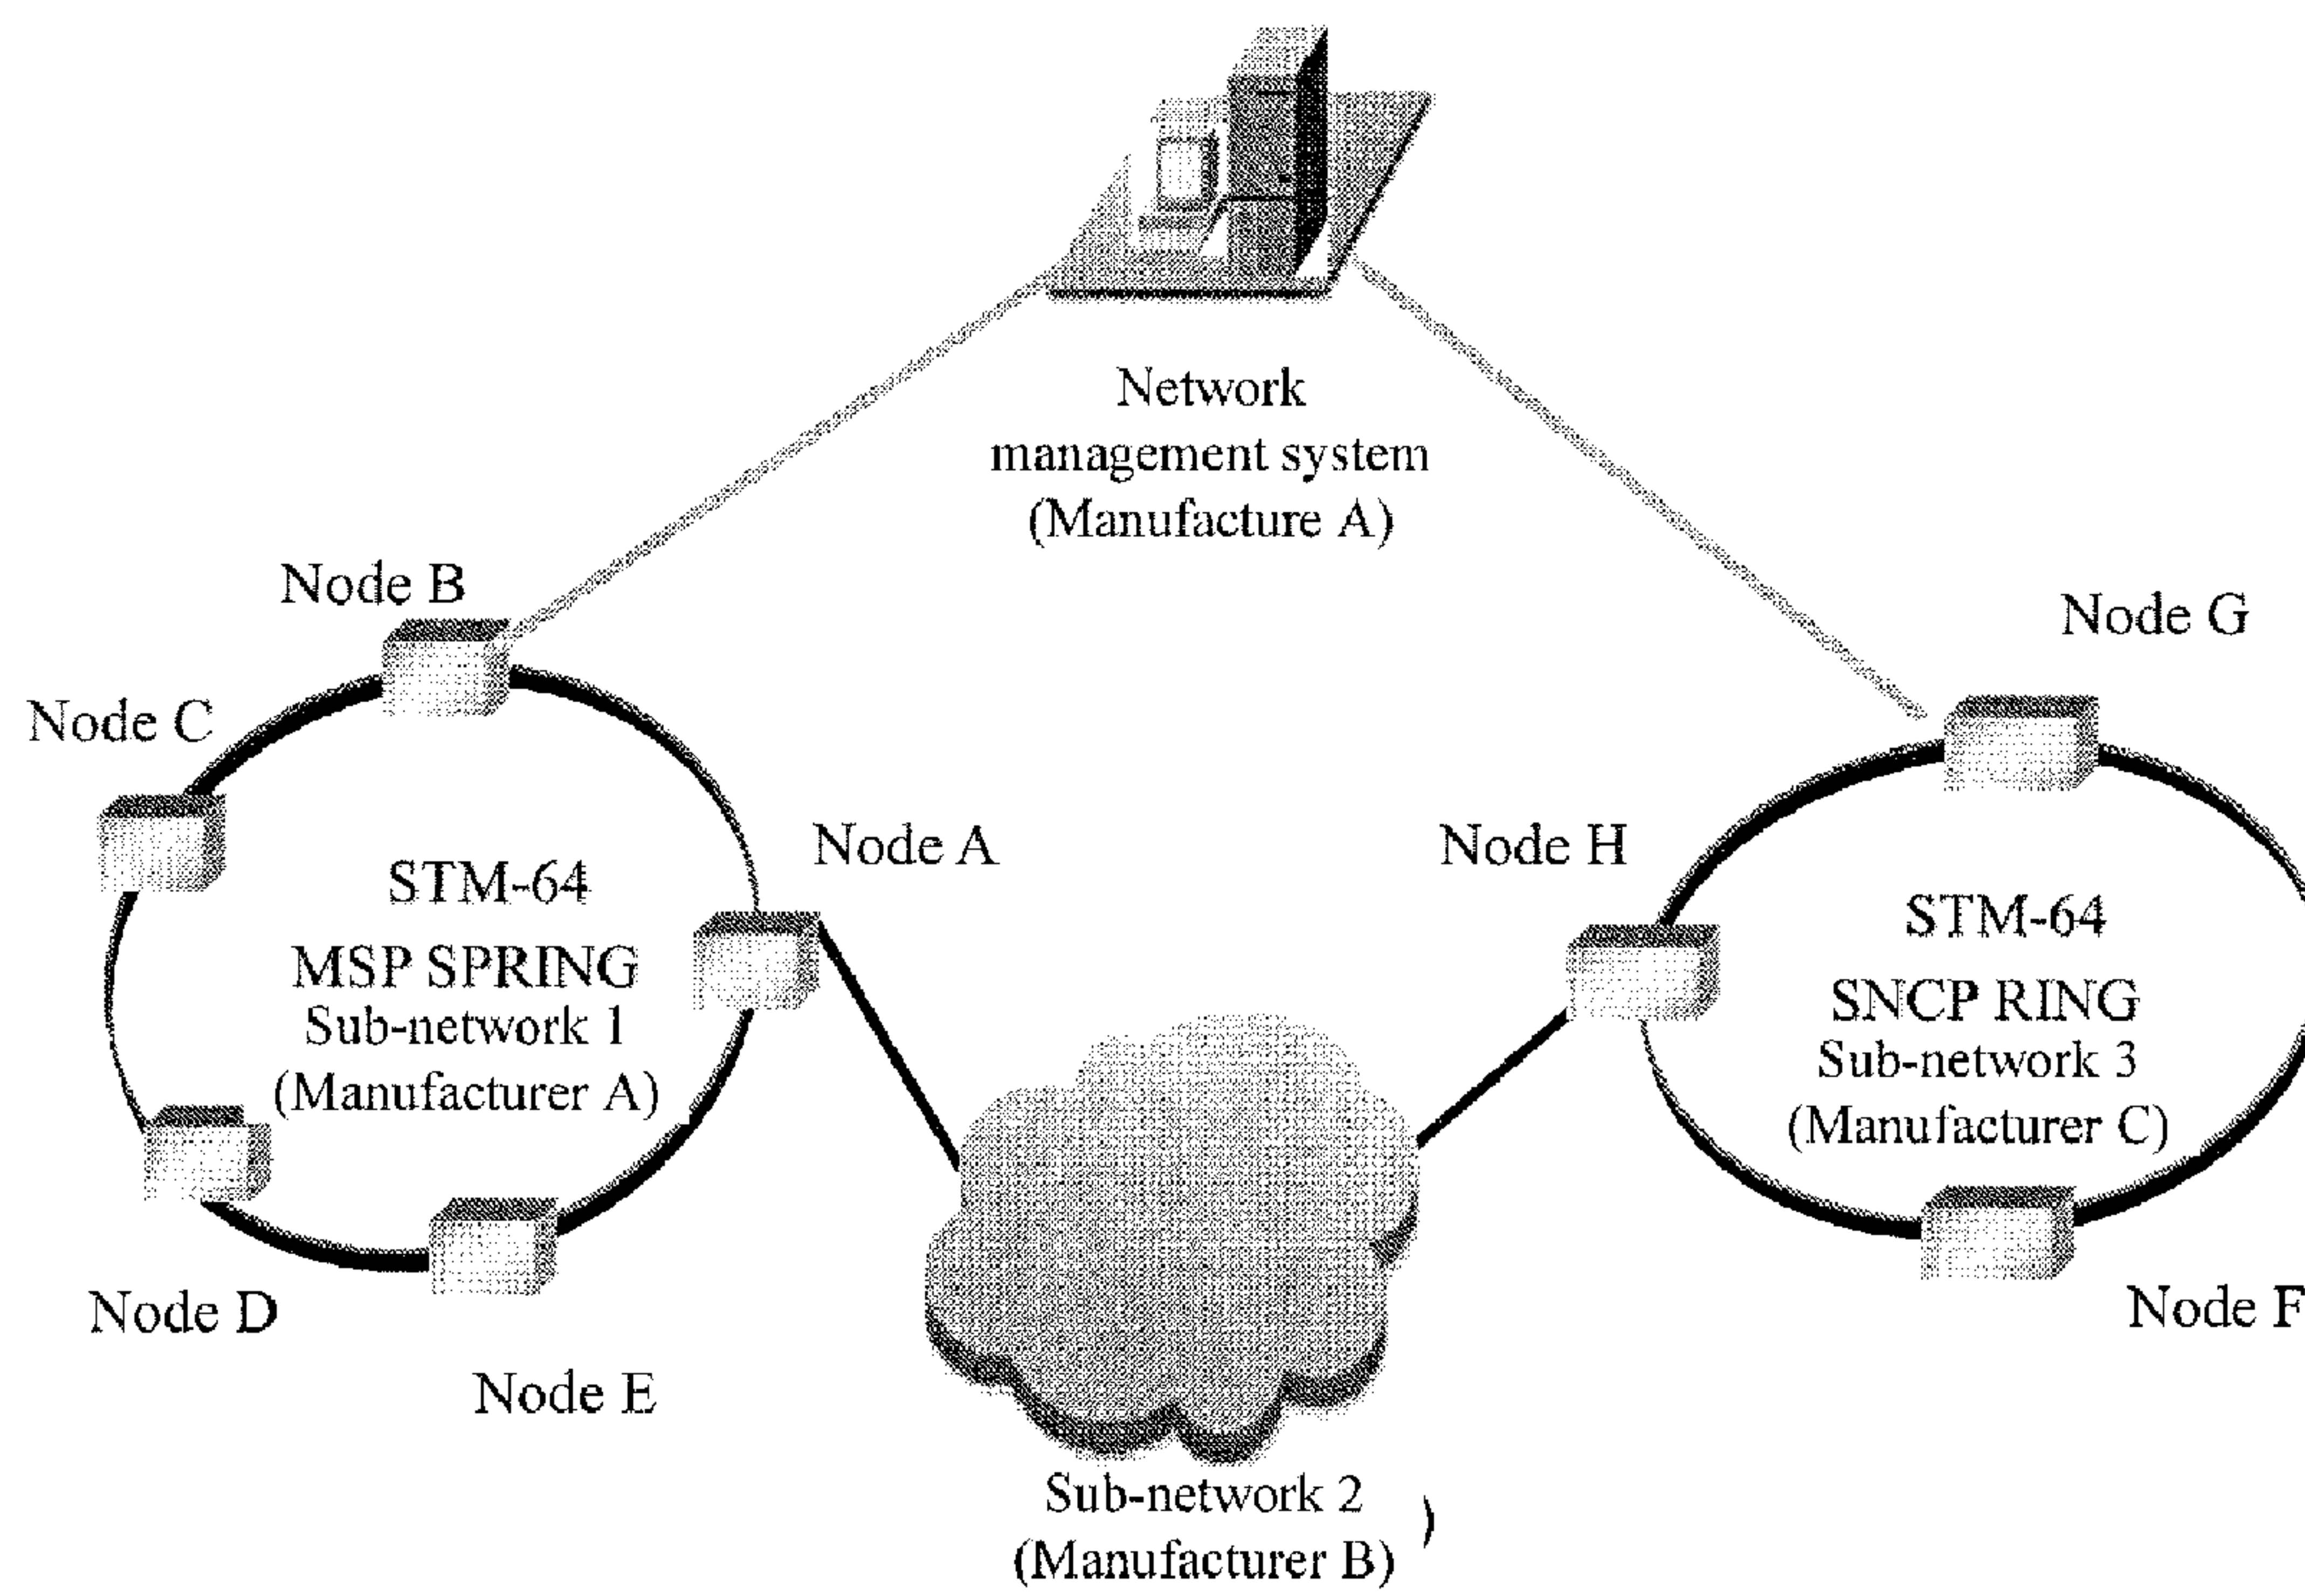 Network
management system
(Manufacture A)
Node B
Node G
Node C
Node A
Node H
STM-64
MSP SPRING
Sub-network 1
(Manufacturer A)
STM-64
SNCP RING
Sub-network 3
(Manufacturer C)
Node D
Node F
Node E
Sub-network 2
)
(Manufacturer B)